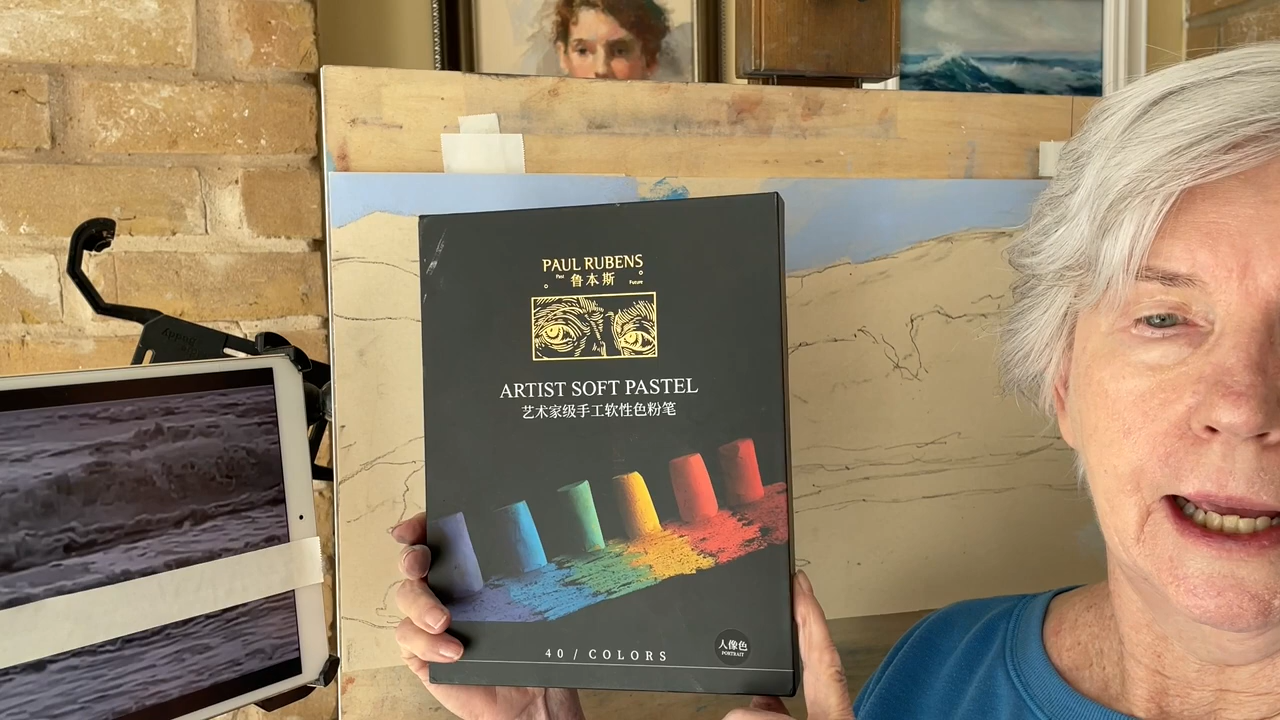 PAUL RUBENS
First
鲁本斯
Future
ARTIST SOFT PASTEL
艺术家级手工软性色粉笔
40 / COLORS
人像色
PORTRAIT